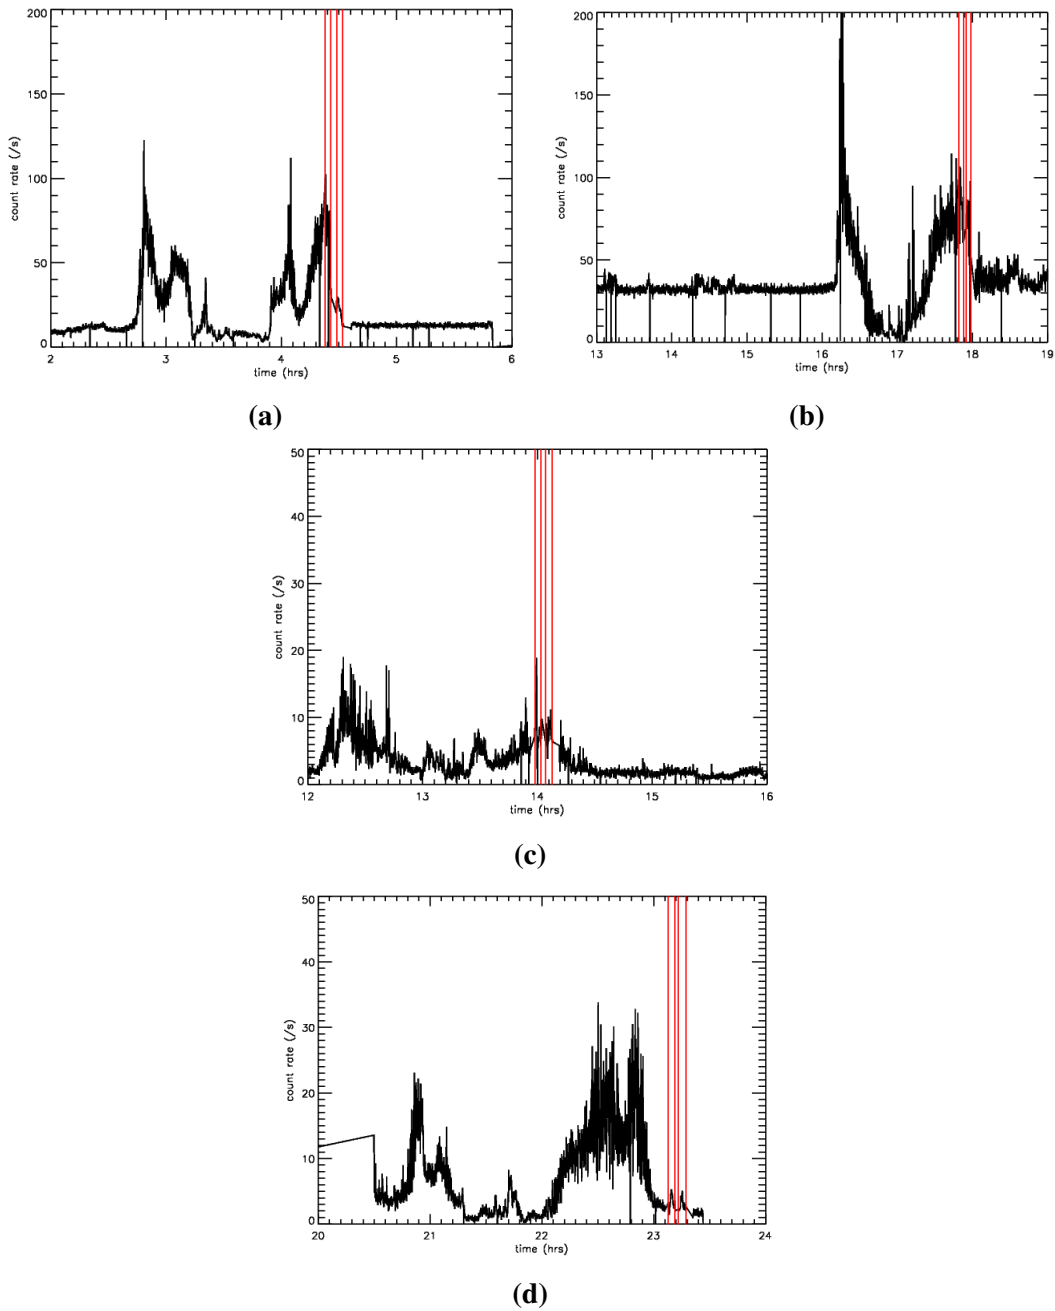 200
150
100
50
0
count rate (/s)
2 3 4 5 6
time (hrs)
(a)
200
150
100
50
0
count rate (/s)
13 14 15 16 17 18 19
time (hrs)
(b)
50
40
30
20
10
0
count rate (/s)
12 13 14 15 16
time (hrs)
(c)
50
40
30
20
10
0
count rate (/s)
20 21 22 23 24
time (hrs)
(d)